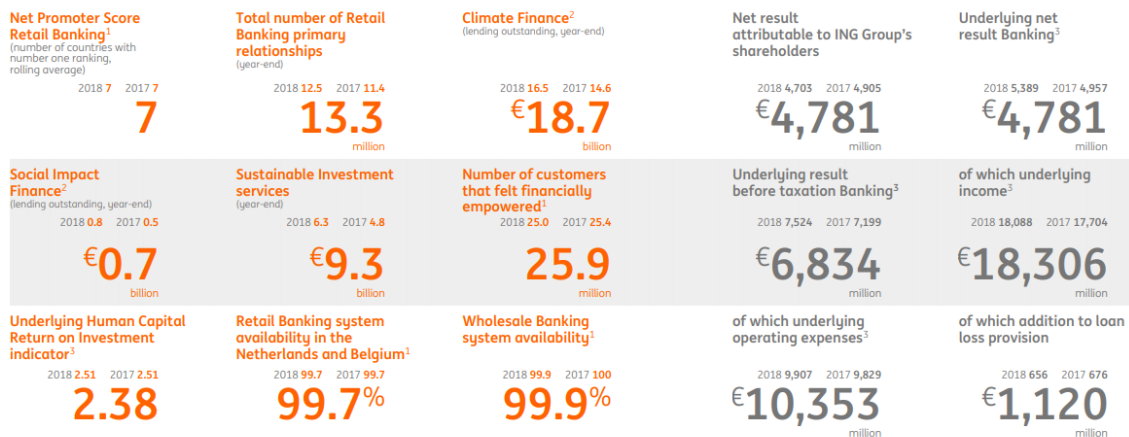 Net Promoter Score
Retail Banking¹
(number of countries with
number one ranking,
rolling average)
2018 7 2017 7
7
Total number of Retail
Banking primary
relationships
(year-end)
2018 12.5 2017 11.4
13.3
million
Climate Finance²
(lending outstanding, year-end)
2018 16.5 2017 14.6
€18.7
billion
Net result
attributable to ING Group's
shareholders
2018 4,703 2017 4,905
€4,781
million
Underlying net
result Banking³
2018 5,389 2017 4,957
€4,781
million
Social Impact
Finance²
(lending outstanding, year-end)
2018 0.8 2017 0.5
€0.7
billion
Sustainable Investment
services
(year-end)
2018 6.3 2017 4.8
€9.3
billion
Number of customers
that felt financially
empowered¹
2018 25.0 2017 25.4
25.9
million
Underlying result
before taxation Banking³
2018 7,524 2017 7,199
€6,834
million
of which underlying
income³
2018 18,088 2017 17,704
€18,306
million
Underlying Human Capital
Return on Investment
indicator³
2018 2.51 2017 2.51
2.38
Retail Banking system
availability in the
Netherlands and Belgium¹
2018 99.7 2017 99.7
99.7%
Wholesale Banking
system availability¹
2018 99.9 2017 100
99.9%
of which underlying
operating expenses³
2018 9,907 2017 9,829
€10,353
million
of which addition to loan
loss provision
2018 656 2017 676
€1,120
million